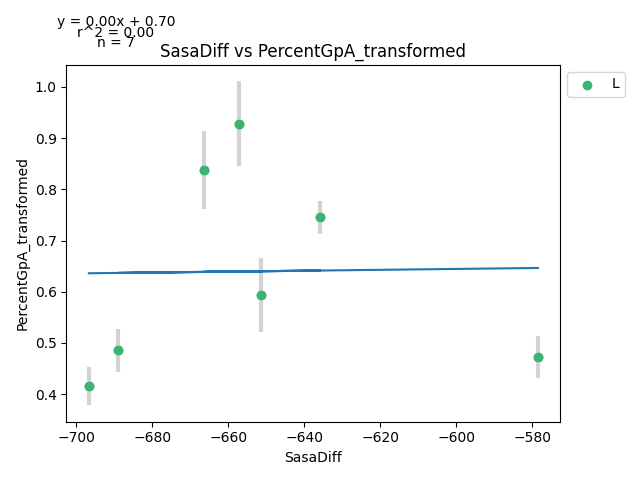 y = 0.00x + 0.70
r^2 = 0.00
n = 7
SasaDiff vs PercentGpA_transformed
L
PercentGpA_transformed
1.0
0.9
0.8
0.7
0.6
0.5
0.4
−700
−680
−660
−640
−620
−600
−580
SasaDiff